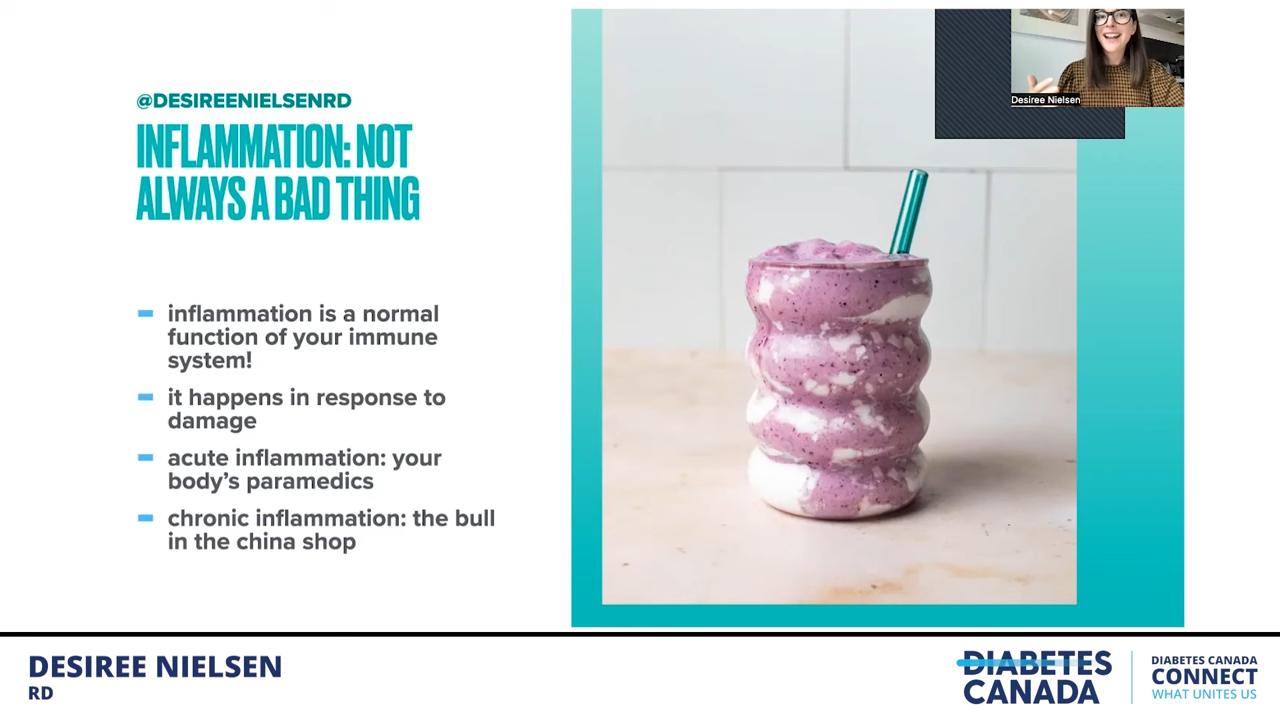 @DESIREENIELSENRD
INFLAMMATION: NOT
ALWAYS A BAD THING
inflammation is a normal
function of your immune
system!
it happens in response to
damage
acute inflammation: your
body's paramedics
chronic inflammation: the bull
in the china shop
Desiree Nielsen
DESIREE NIELSEN
RD
DIABETES
CANADA
DIABETES CANADA
CONNECT
WHAT UNITES US